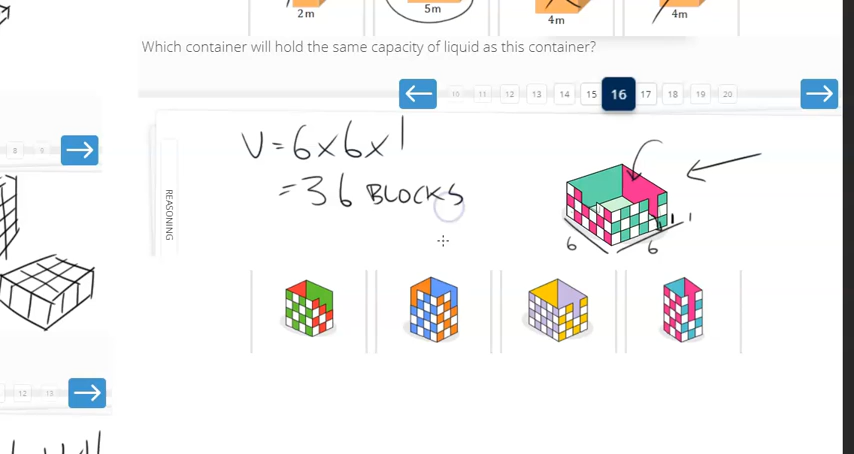 2m
5m
4m
4m
Which container will hold the same capacity of liquid as this container?
10 11 12 13 14 15 16 17 18 19 20
8 9
REASONING
V = 6 x 6 x 1
= 36 BLOCKS
6
6
1
12 13